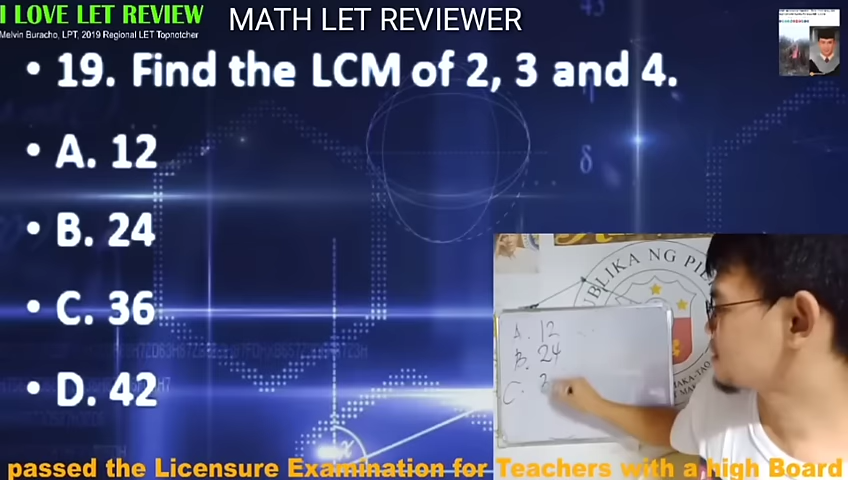 I LOVE LET REVIEW
Melvin Buracho, LPT, 2019 Regional LET Topnotcher
MATH LET REVIEWER
• 19. Find the LCM of 2, 3 and 4.
• A. 12
• B. 24
• C. 36
• D. 42
A. 12
B. 24
C. 3
passed the Licensure Examination for Teachers with a high Board